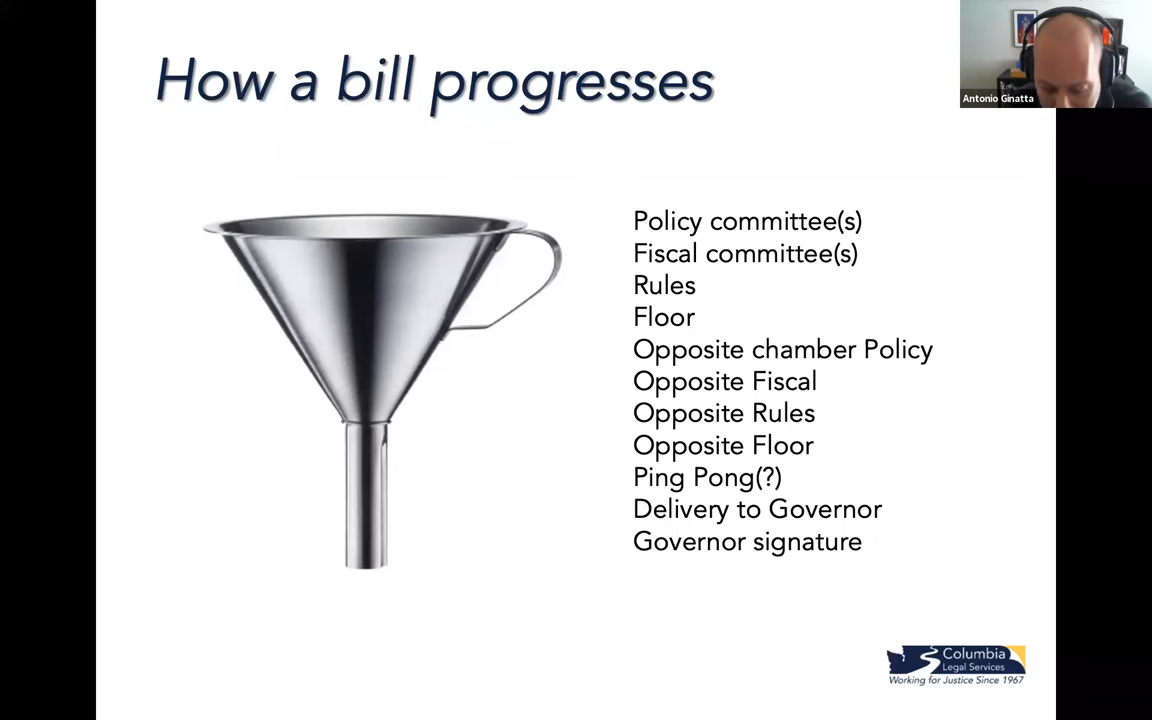 How a bill progresses
Antonio Ginatta
Policy committee(s)
Fiscal committee(s)
Rules
Floor
Opposite chamber Policy
Opposite Fiscal
Opposite Rules
Opposite Floor
Ping Pong(?)
Delivery to Governor
Governor signature
Columbia
Legal Services
Working for Justice Since 1967